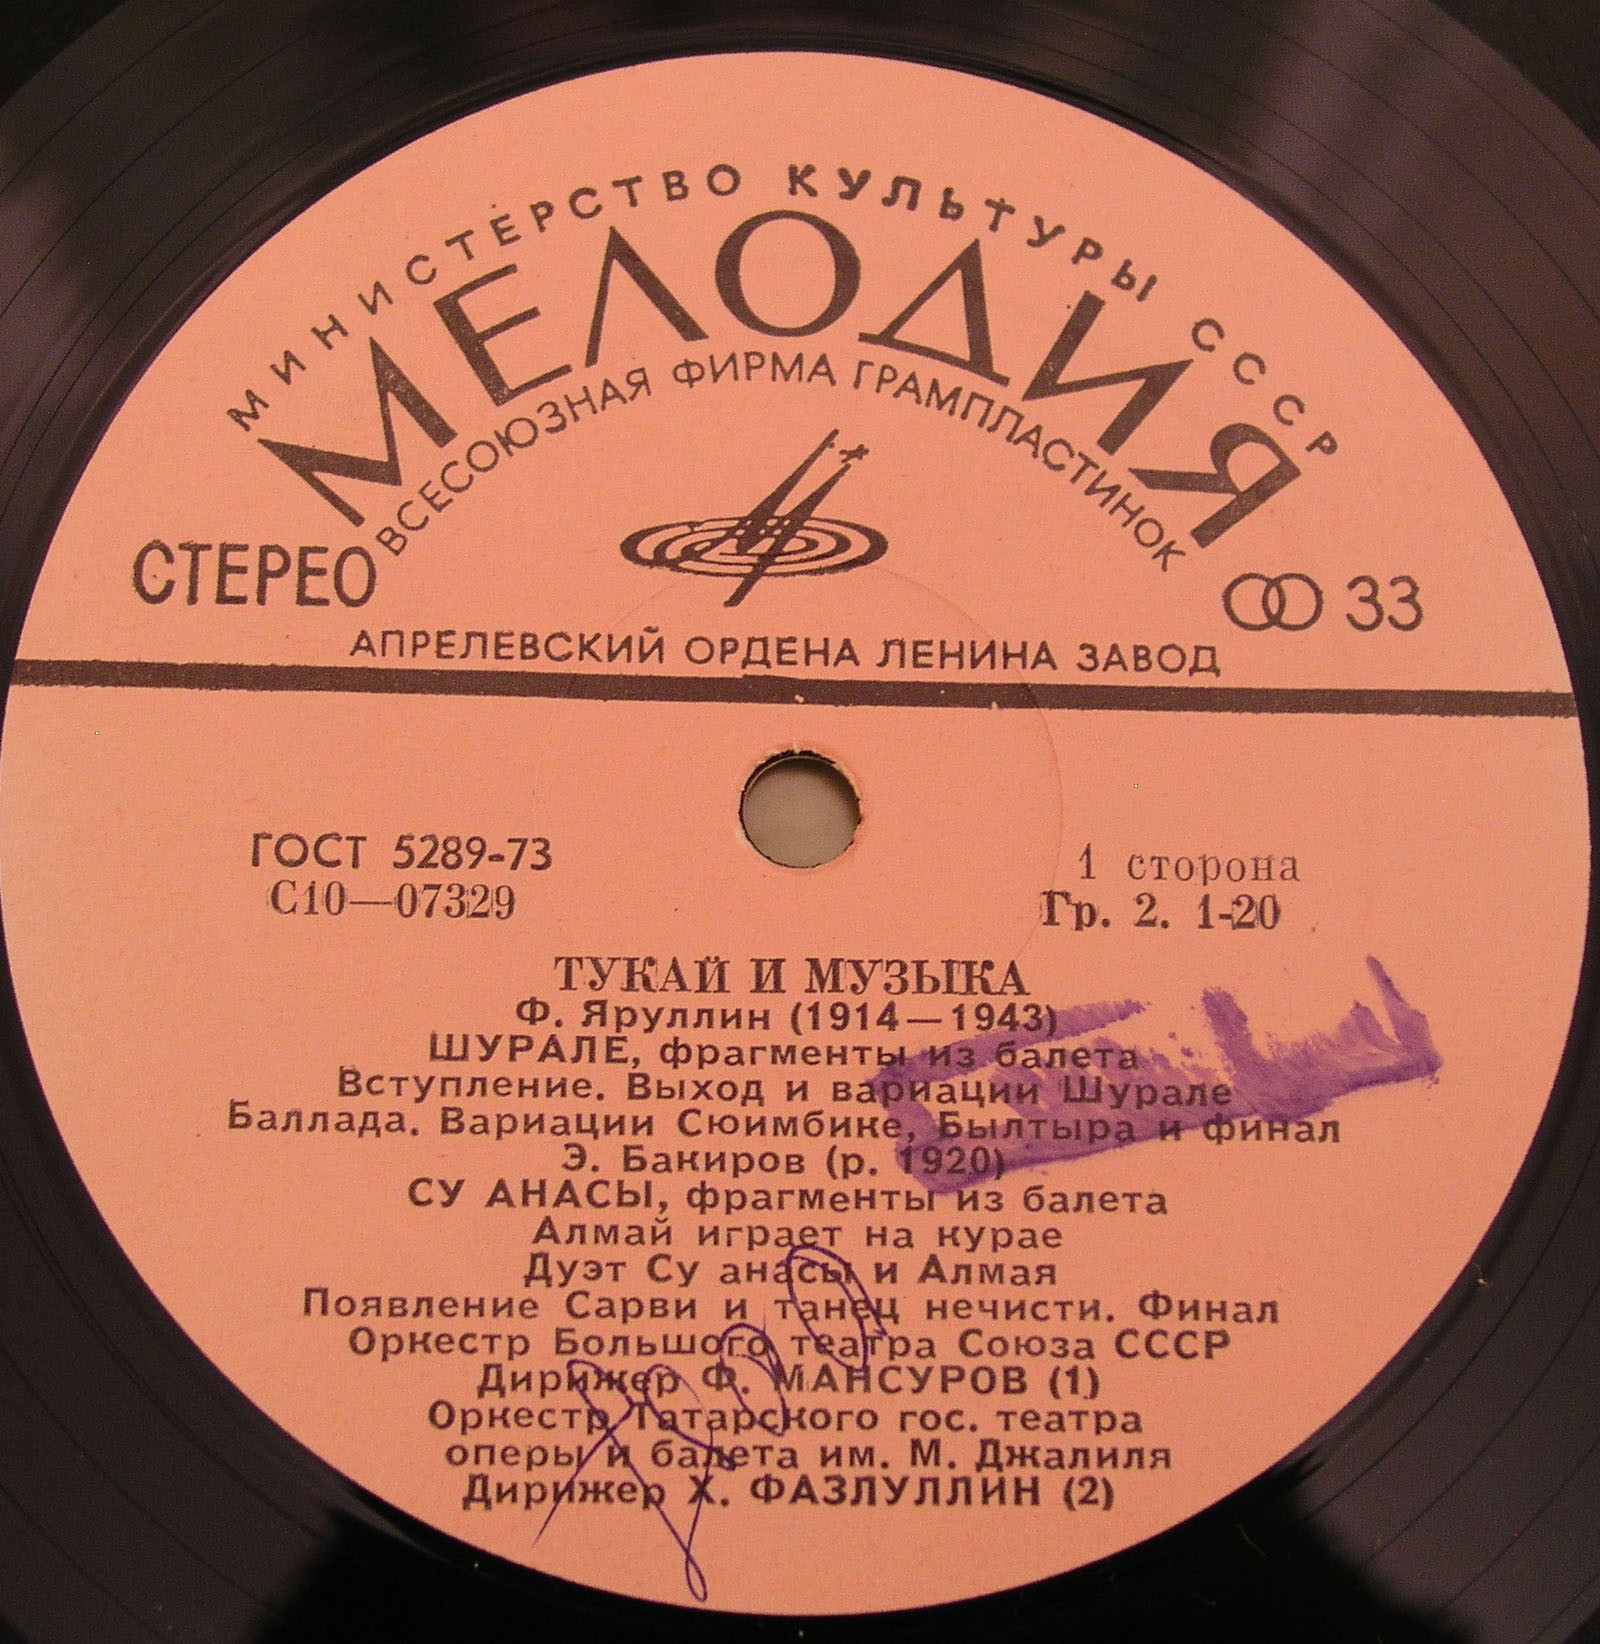 МИНИСТЕРСТВО КУЛЬТУРЫ СССР
МЕЛОДИЯ
ВСЕСОЮЗНАЯ ФИРМА ГРАМПЛАСТИНОК
СТЕРЕО
33
АПРЕЛЕВСКИЙ ОРДЕНА ЛЕНИНА ЗАВОД
ГОСТ 5289-73
С10—07329
1 сторона
Гр. 2. 1-20
ТУКАЙ И МУЗЫКА
Ф. Яруллин (1914—1943)
ШУРАЛЕ, фрагменты из балета
Вступление. Выход и вариации Шурале
Баллада. Вариации Сюимбике, Былтыра и финал
Э. Бакиров (р. 1920)
СУ АНАСЫ, фрагменты из балета
Алмай играет на курае
Дуэт Су анасы и Алмая
Появление Сарви и танец нечисти. Финал
Оркестр Большого театра Союза СССР
Дирижер Ф. МАНСУРОВ (1)
Оркестр Татарского гос. театра
оперы и балета им. М. Джалиля
Дирижер Х. ФАЗЛУЛЛИН (2)